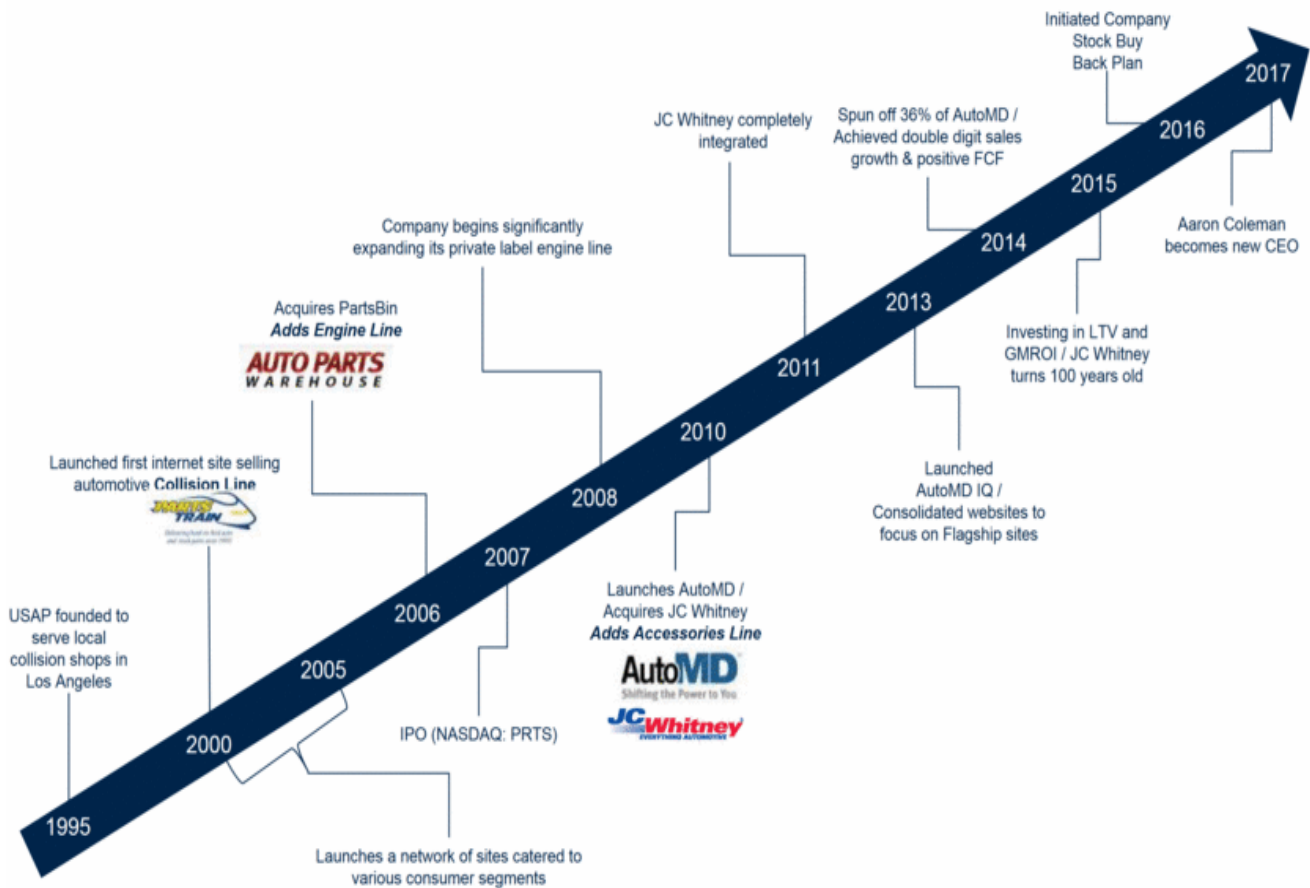 Initiated Company
Stock Buy
Back Plan
2017
JC Whitney completely
integrated
Spun off 36% of AutoMD /
Achieved double digit sales
growth & positive FCF
2016
2015
Aaron Coleman
becomes new CEO
Company begins significantly
expanding its private label engine line
2014
2013
Acquires PartsBin
Adds Engine Line
AUTO PARTS
WAREHOUSE
Investing in LTV and
GMROI / JC Whitney
turns 100 years old
2011
2010
Launched first internet site selling
automotive Collision Line
PARTS
TRAIN
Launched
AutoMD IQ /
Consolidated websites to
focus on Flagship sites
2008
2007
Launches AutoMD /
Acquires JC Whitney
Adds Accessories Line
AutoMD
Shifting the Power to You
JC Whitney
EVERYTHING AUTOMOTIVE
USAP founded to
serve local
collision shops in
Los Angeles
2006
2005
IPO (NASDAQ: PRTS)
2000
1995
Launches a network of sites catered to
various consumer segments